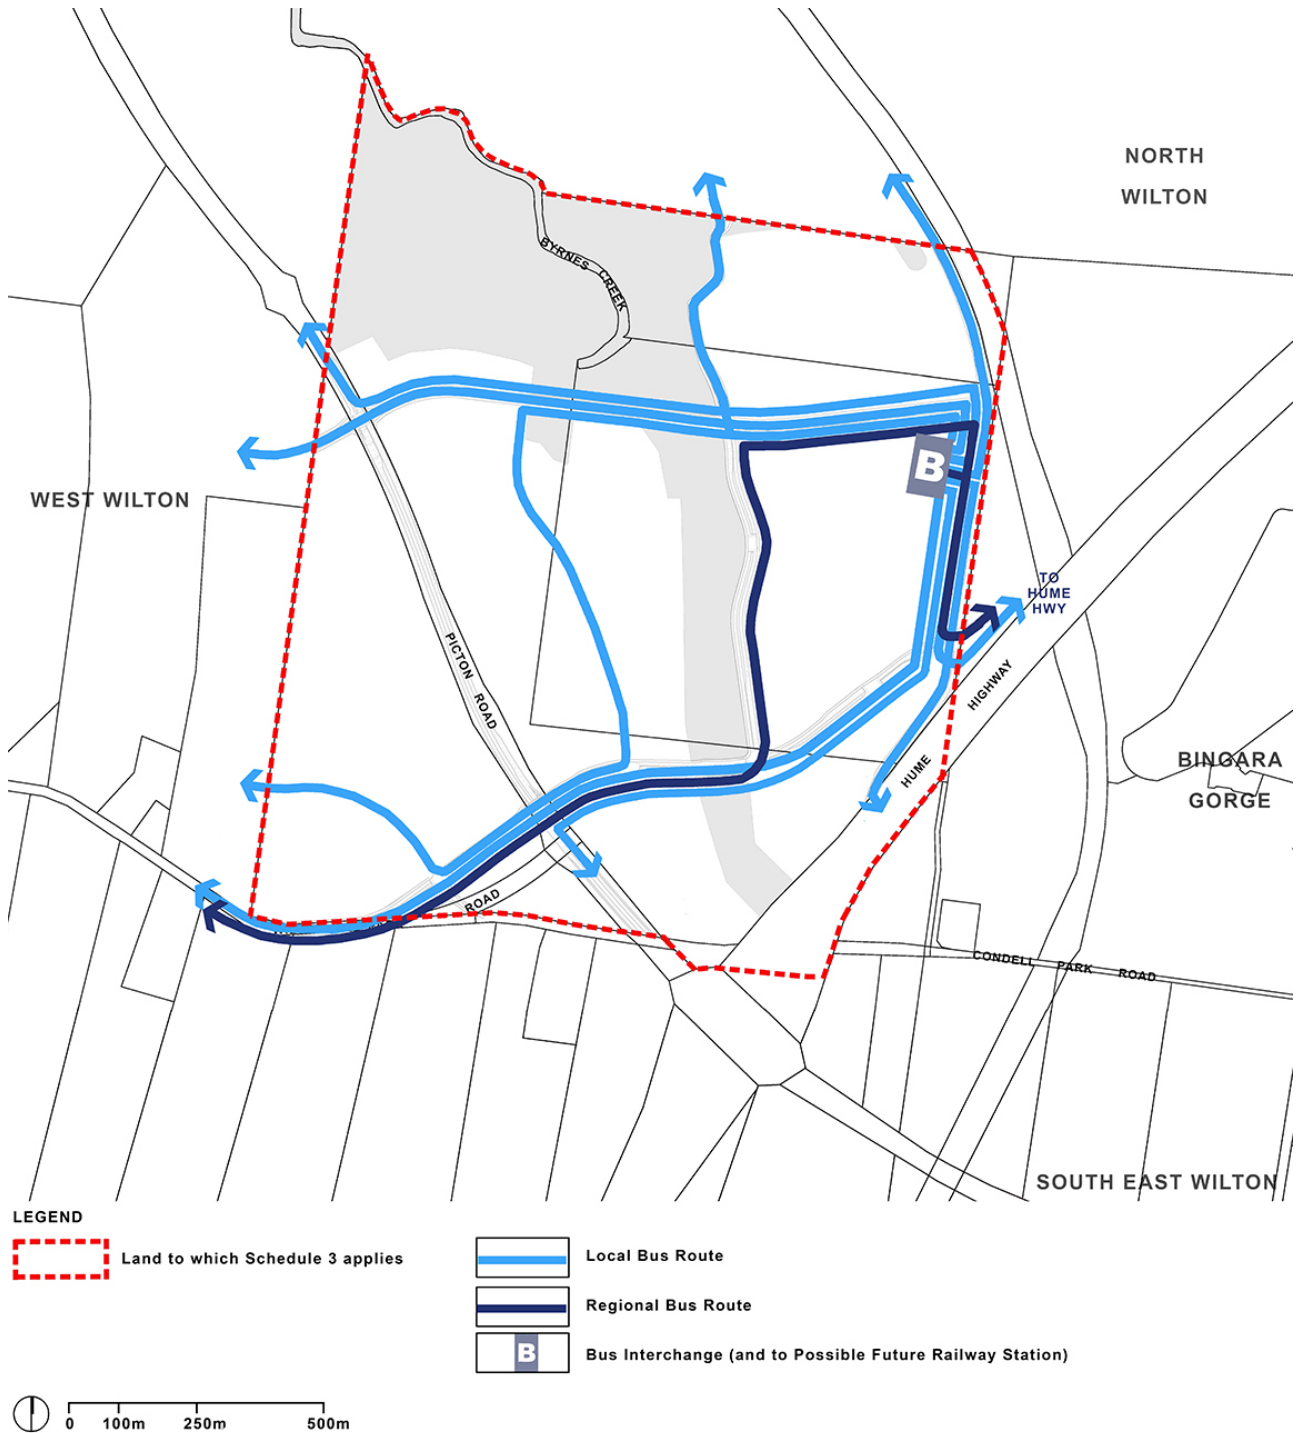 NORTH
WILTON
BYRNES CREEK
WEST WILTON
B
TO
HUME
HWY
PICTON ROAD
HUME HIGHWAY
BINGARA
GORGE
ROAD
CONDELL PARK ROAD
SOUTH EAST WILTON
LEGEND
Land to which Schedule 3 applies
Local Bus Route
Regional Bus Route
B
Bus Interchange (and to Possible Future Railway Station)
0 100m 250m 500m